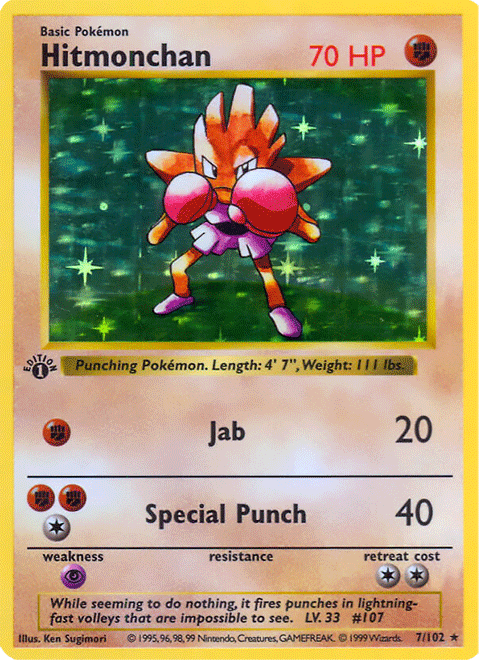 Basic Pokémon
Hitmonchan 70 HP
EDITION
1
Punching Pokémon. Length: 4' 7", Weight: 111 lbs.
Jab 20
Special Punch 40
weakness resistance retreat cost
While seeming to do nothing, it fires punches in lightning-
fast volleys that are impossible to see. LV. 33 #107
Illus. Ken Sugimori © 1995, 96, 98, 99 Nintendo, Creatures, GAMEFREAK. © 1999 Wizards. 7/102 ★